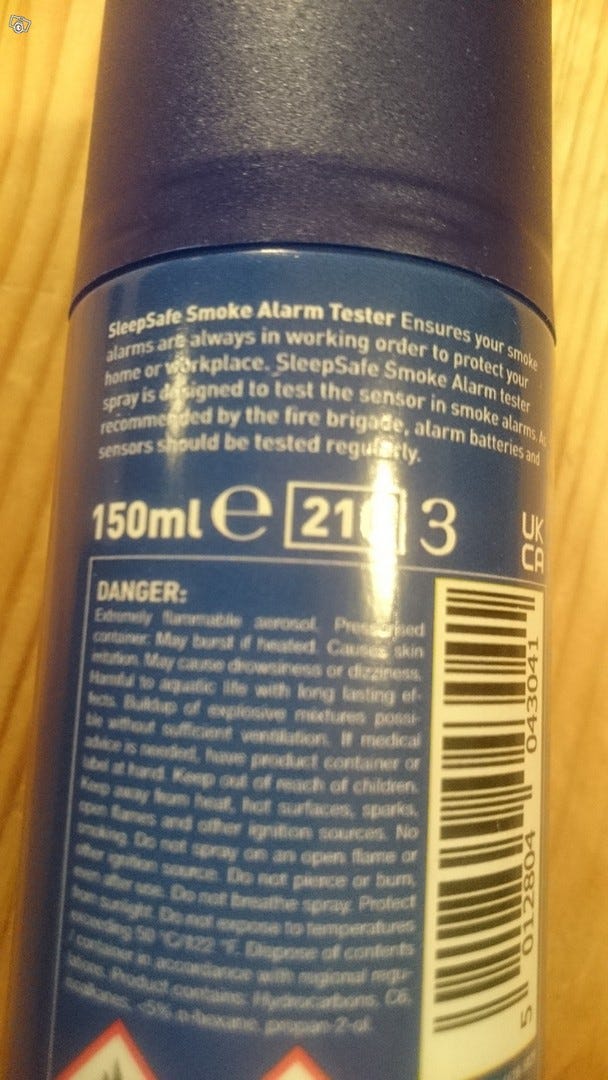 SleepSafe Smoke Alarm Tester Ensures your smoke
alarms are always in working order to protect your
home or workplace. SleepSafe Smoke Alarm tester
spray is designed to test the sensor in smoke alarms. As
recommended by the fire brigade, alarm batteries and
sensors should be tested regularly.
150ml e 21 3
UK
CA
DANGER:
Extremely flammable aerosol. Pressurised
container: May burst if heated. Causes skin
irritation. May cause drowsiness or dizziness.
Harmful to aquatic life with long lasting ef-
fects. Buildup of explosive mixtures possi-
ble without sufficient ventilation. If medical
advice is needed, have product container or
label at hand. Keep out of reach of children.
Keep away from heat, hot surfaces, sparks,
open flames and other ignition sources. No
smoking. Do not spray on an open flame or
other ignition source. Do not pierce or burn,
even after use. Do not breathe spray. Protect
from sunlight. Do not expose to temperatures
exceeding 50 °C/122 °F. Dispose of contents
/ container in accordance with regional regu-
lations. Product contains: Hydrocarbons, C6,
isoalkanes, <5% n-hexane, propan-2-ol.
5 012804 043041